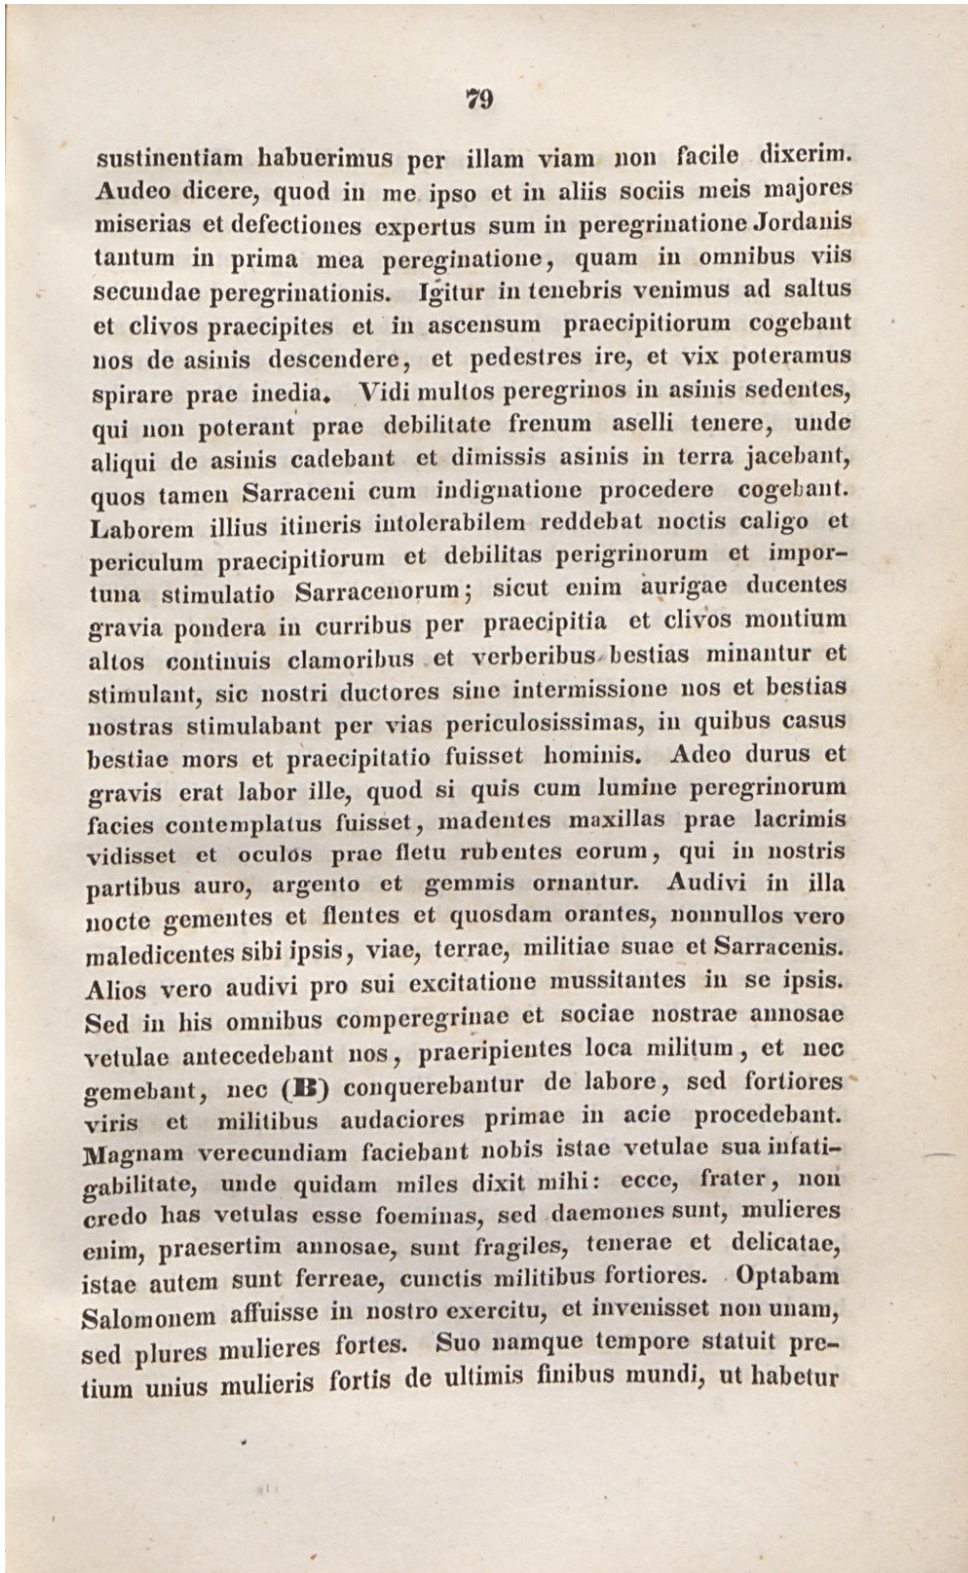 79
sustinentiam habuerimus per illam viam non facile dixerim.
Audeo dicere, quod in me ipso et in aliis sociis meis majores
miserias et defectiones expertus sum in peregrinatione Jordanis
tantum in prima mea pereginatione, quam in omnibus viis
secundae peregrinationis. Igitur in tenebris venimus ad saltus
et clivos praecipites et in ascensum praecipitiorum cogebant
nos de asinis descendere, et pedestres ire, et vix poteramus
spirare prae inedia. Vidi multos peregrinos in asinis sedentes,
qui non poterant prae debilitate frenum aselli tenere, unde
aliqui de asinis cadebant et dimissis asinis in terra jacebant,
quos tamen Sarraceni cum indignatione procedere cogebant.
Laborem illius itineris intolerabilem reddebat noctis caligo et
periculum praecipitiorum et debilitas perigrinorum et impor-
tuna stimulatio Sarracenorum; sicut enim aurigae ducentes
gravia pondera in curribus per praecipitia et clivos montium
altos continuis clamoribus et verberibus bestias minantur et
stimulant, sic nostri ductores sine intermissione nos et bestias
nostras stimulabant per vias periculosissimas, in quibus casus
bestiae mors et praecipitatio fuisset hominis. Adeo durus et
gravis erat labor ille, quod si quis cum lumine peregrinorum
facies contemplatus fuisset, madentes maxillas prae lacrimis
vidisset et oculos prae fletu rubentes eorum, qui in nostris
partibus auro, argento et gemmis ornantur. Audivi in illa
nocte gementes et flentes et quosdam orantes, nonnullos vero
maledicentes sibi ipsis, viae, terrae, militiae suae et Sarracenis.
Alios vero audivi pro sui excitatione mussitantes in se ipsis.
Sed in his omnibus comperegrinae et sociae nostrae annosae
vetulae antecedebant nos, praeripientes loca militum, et nec
gemebant, nec (B) conquerebantur de labore, sed fortiores
viris et militibus audaciores primae in acie procedebant.
Magnam verecundiam faciebant nobis istae vetulae sua infati-
gabilitate, unde quidam miles dixit mihi: ecce, frater, non
credo has vetulas esse foeminas, sed daemones sunt, mulieres
enim, praesertim annosae, sunt fragiles, tenerae et delicatae,
istae autem sunt ferreae, cunctis militibus fortiores. Optabam
Salomonem affuisse in nostro exercitu, et invenisset non unam,
sed plures mulieres fortes. Suo namque tempore statuit pre-
tium unius mulieris fortis de ultimis finibus mundi, ut habetur